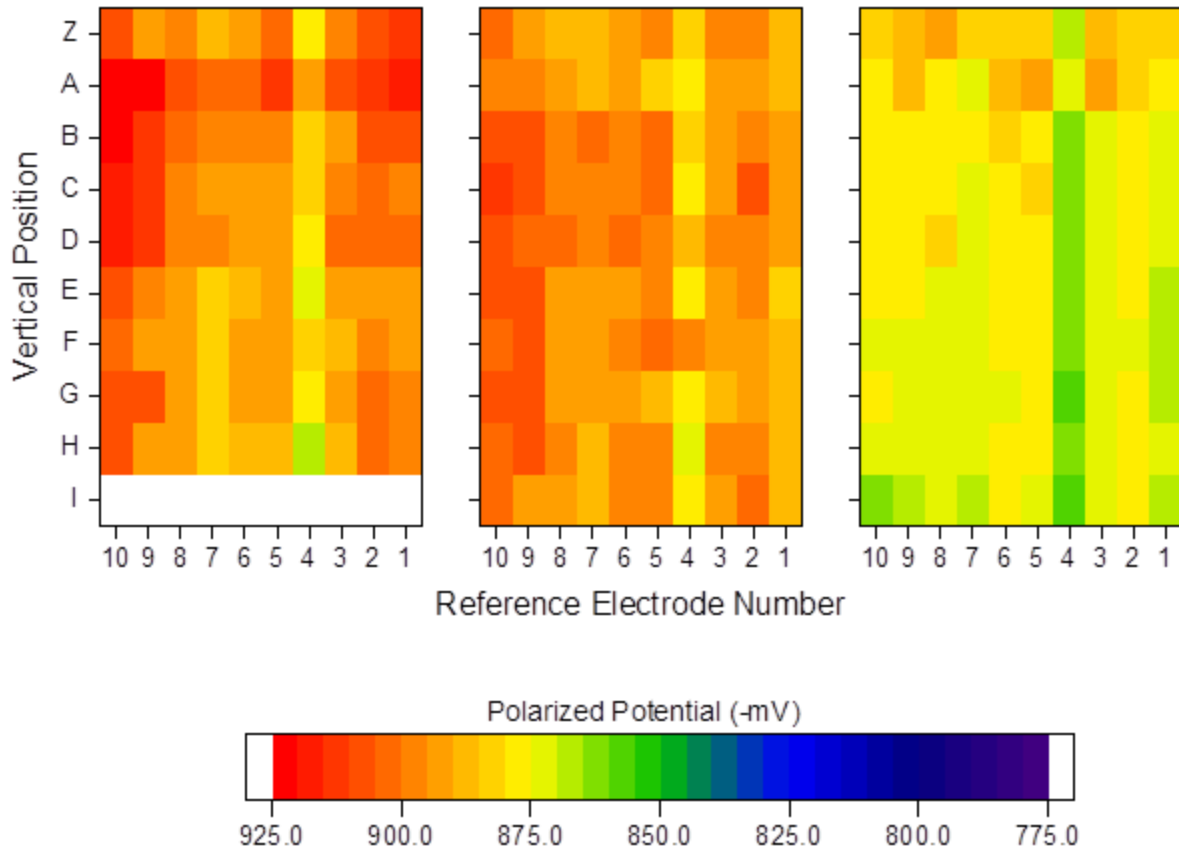 Vertical Position
Z
A
B
C
D
E
F
G
H
I
10 9 8 7 6 5 4 3 2 1
10 9 8 7 6 5 4 3 2 1
10 9 8 7 6 5 4 3 2 1
Reference Electrode Number
Polarized Potential (-mV)
925.0 900.0 875.0 850.0 825.0 800.0 775.0